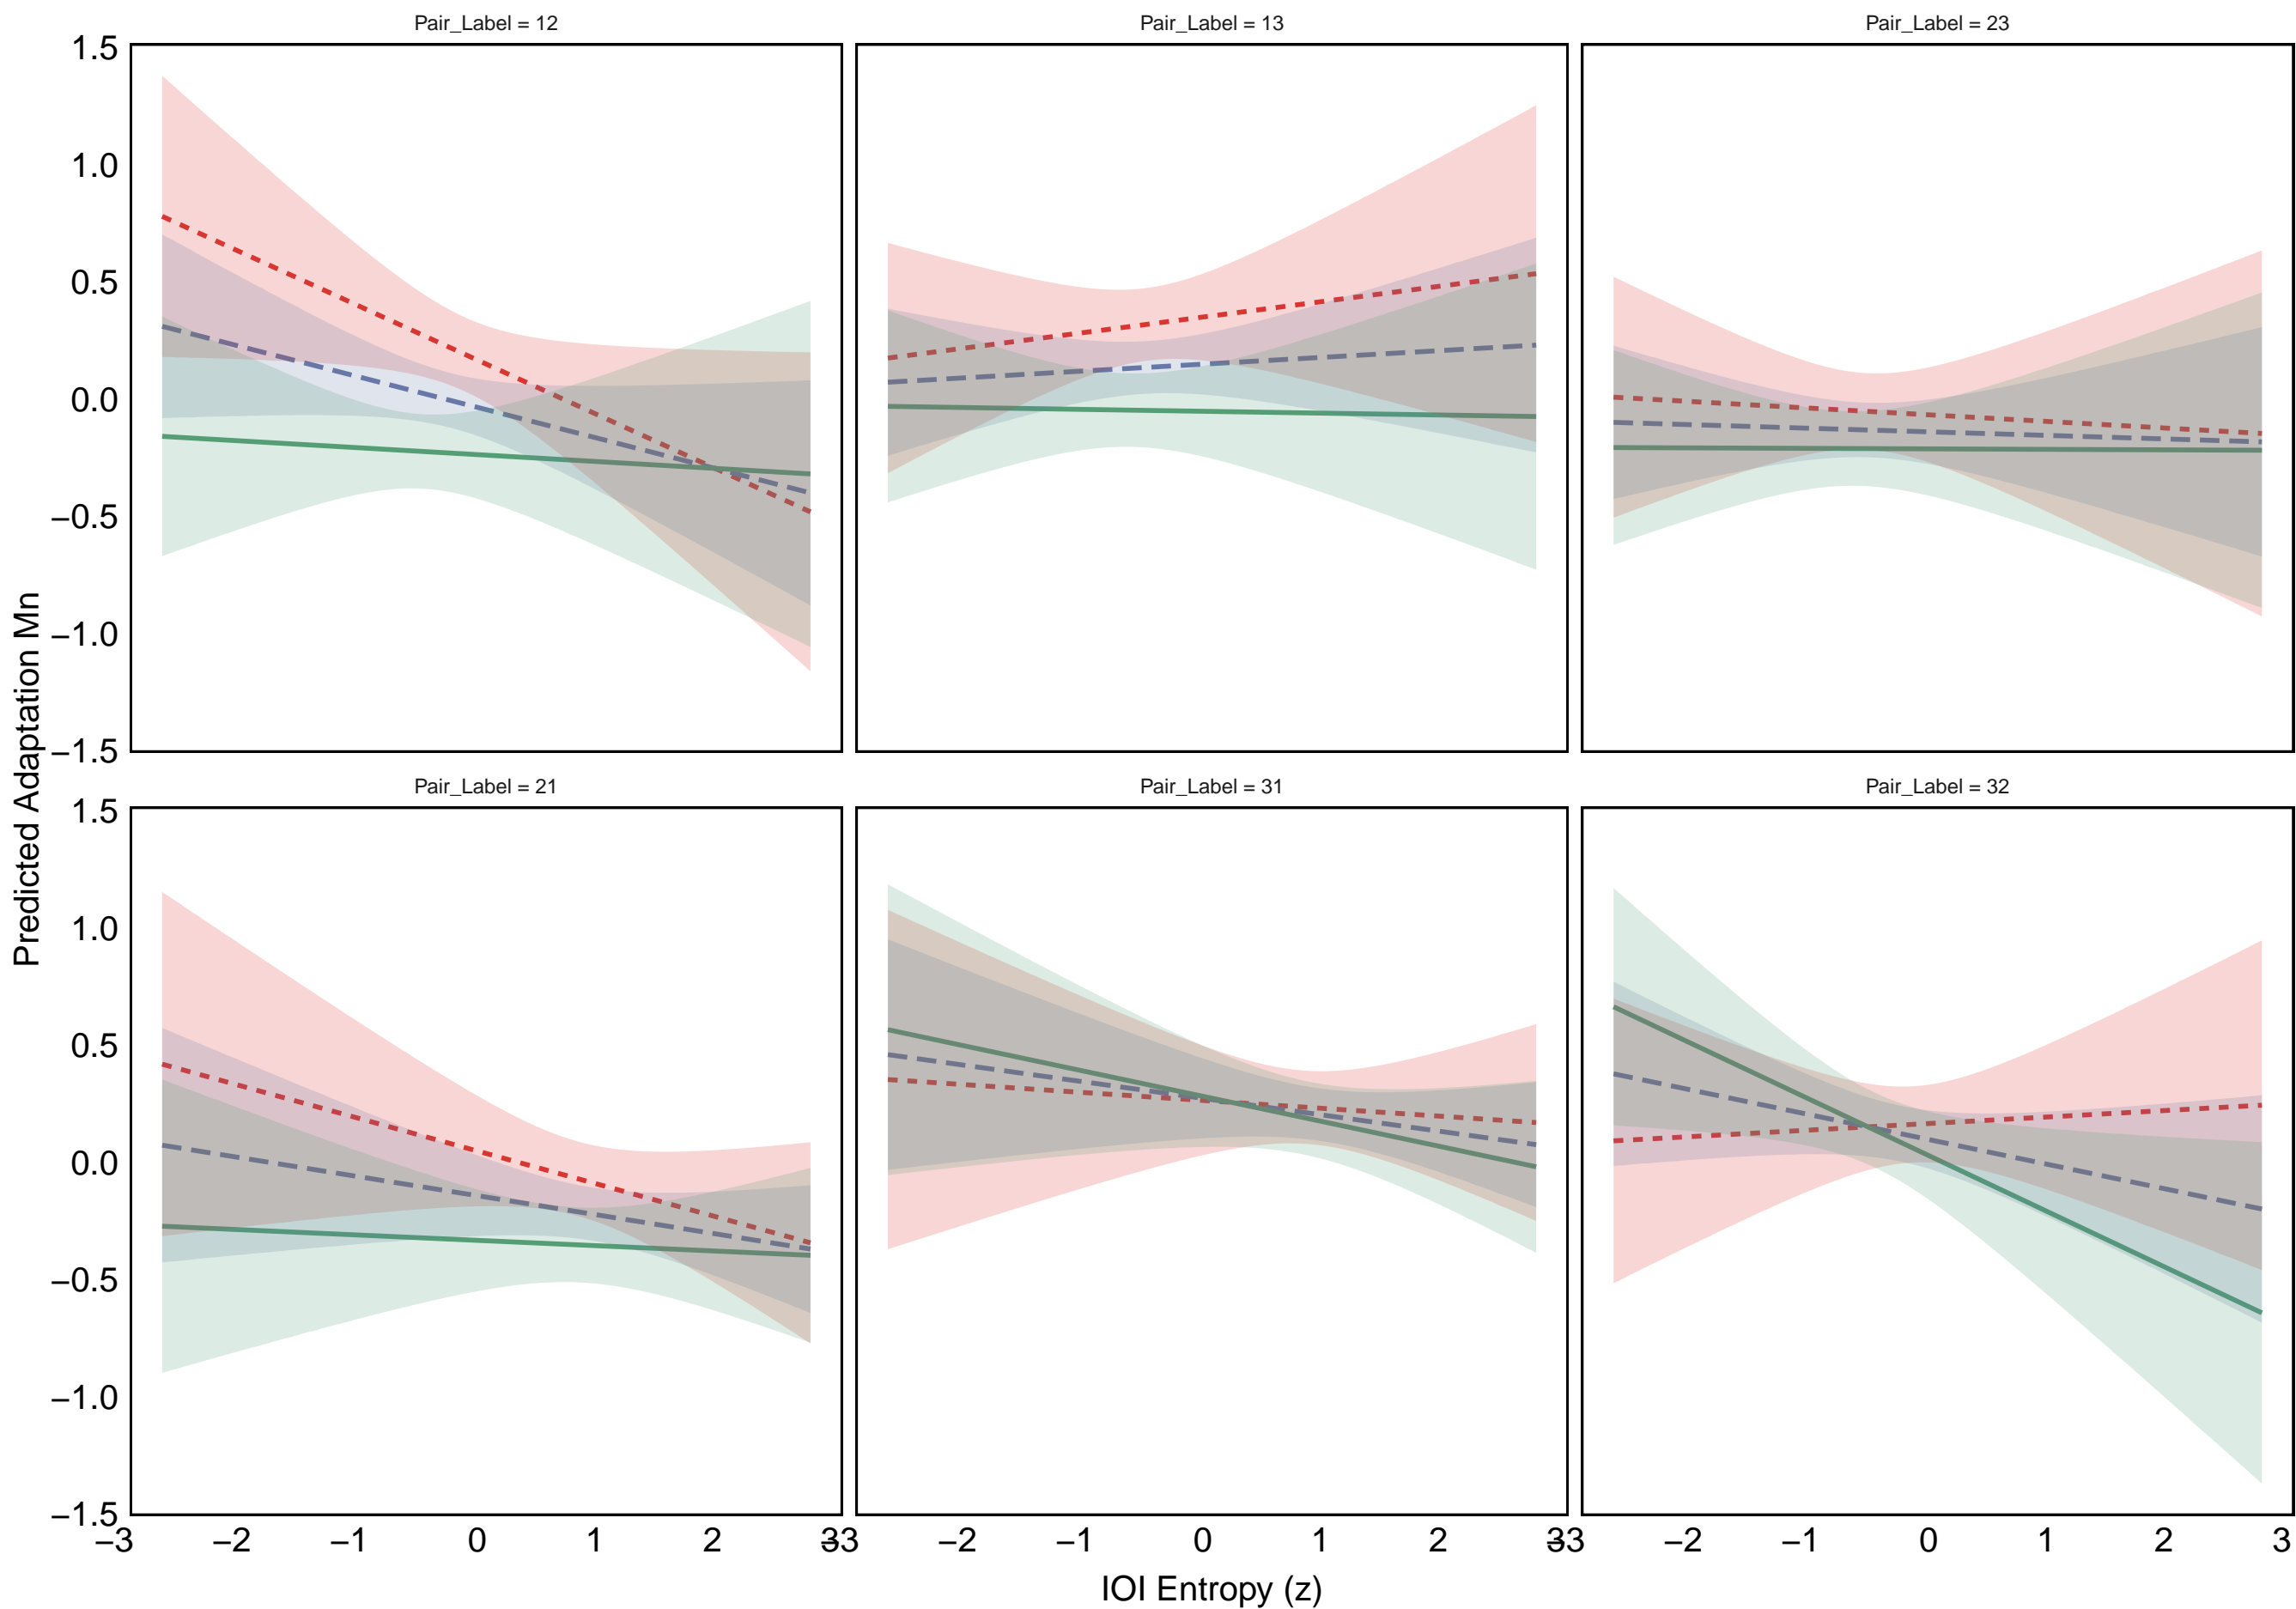 Pair_Label = 12
Pair_Label = 13
Pair_Label = 23
1.5
1.0
0.5
0.0
−0.5
−1.0
−1.5
Predicted Adaptation Mn
Pair_Label = 21
Pair_Label = 31
Pair_Label = 32
1.5
1.0
0.5
0.0
−0.5
−1.0
−1.5
−3 −2 −1 0 1 2 3 −3 −2 −1 0 1 2 3 −3 −2 −1 0 1 2 3
IOI Entropy (z)